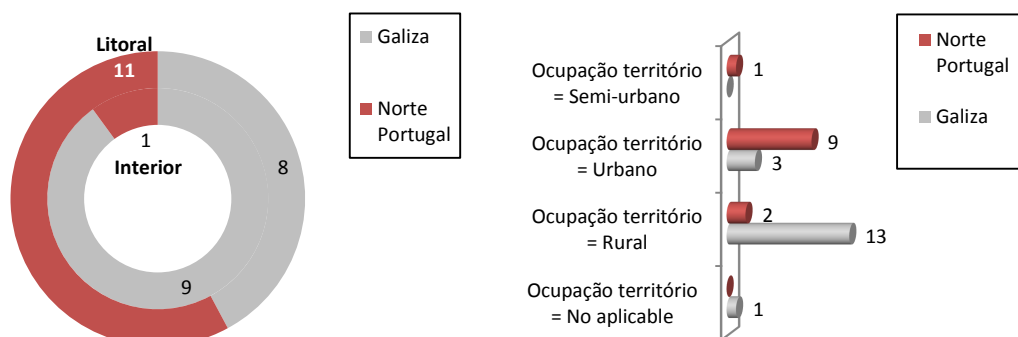 Litoral
11
1
Interior
8
9
Galiza
Norte
Portugal
Ocupação território
= Semi-urbano
1
Ocupação território
= Urbano
9
3
Ocupação território
= Rural
2
13
Ocupação território
= No aplicable
1
Norte
Portugal
Galiza